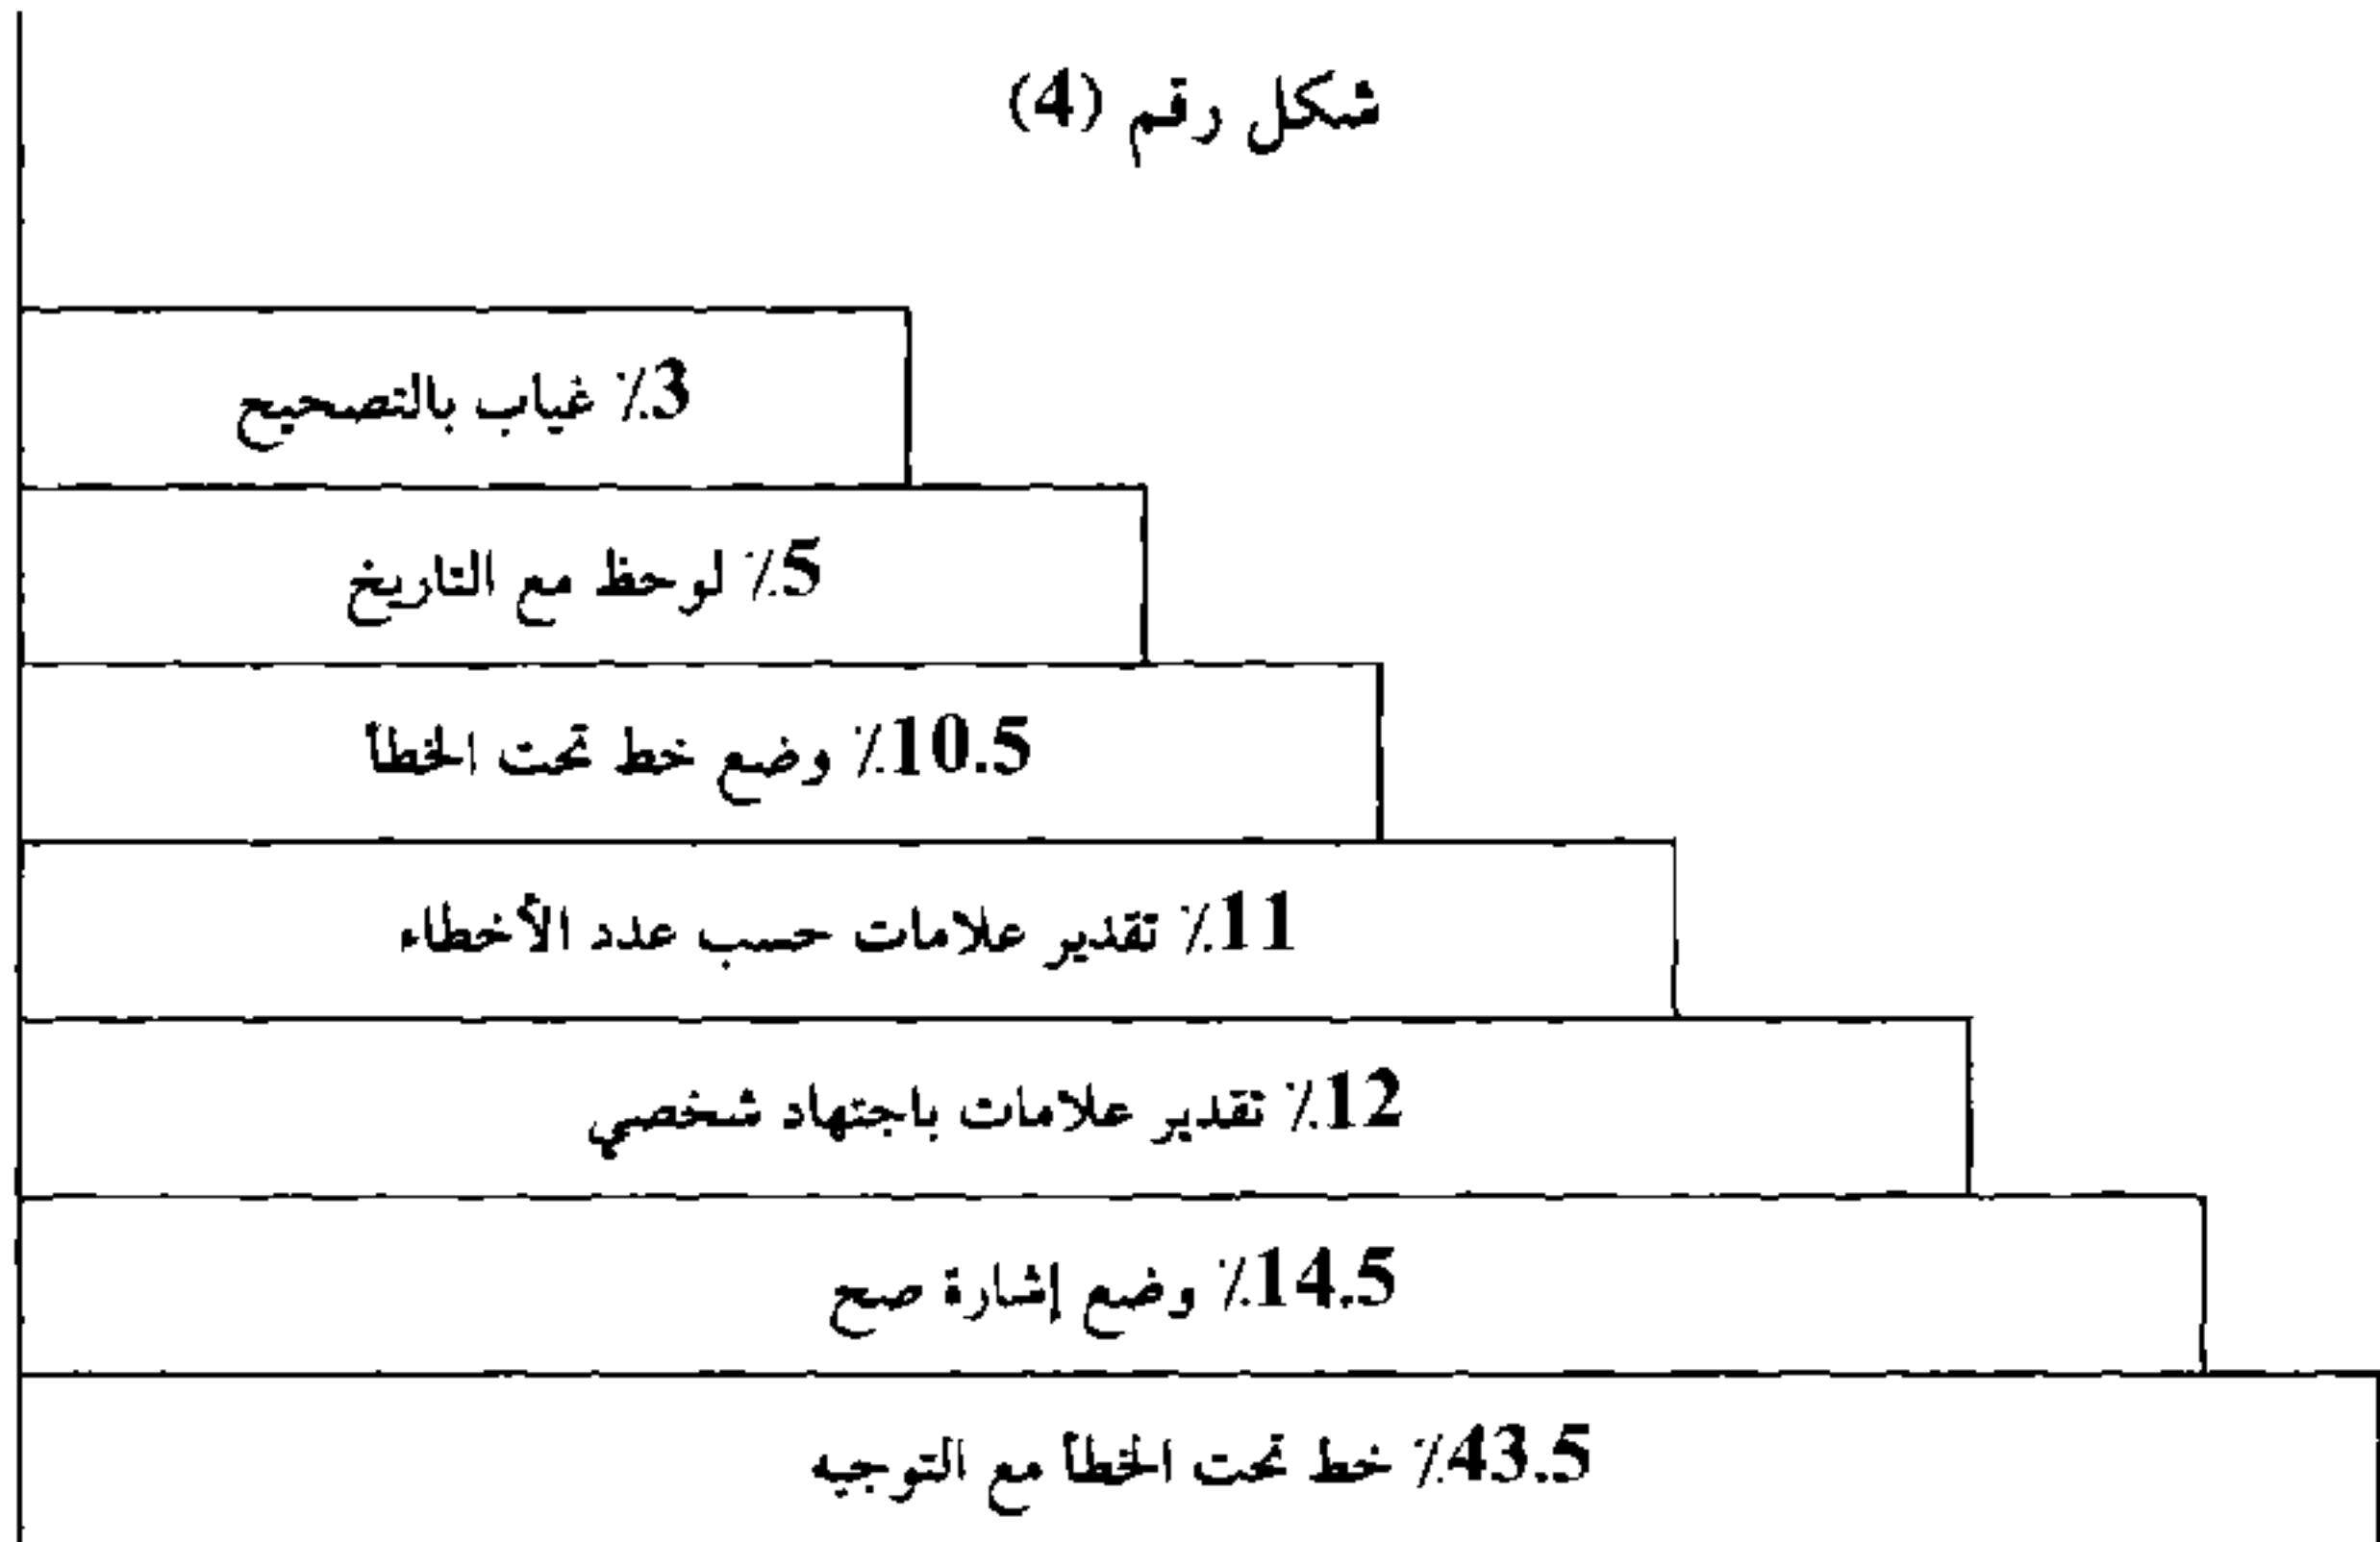 شكل رقم (4)
3٪ غياب بالتصحيح
5٪ لوحظ مع التاريخ
10.5٪ وضع خط تحت الخطأ
11٪ تقدير علامات حسب عدد الأخطاء
12٪ تقدير علامات باجتهاد شخصي
14.5٪ وضع إشارة صح
43.5٪ خط تحت الخطأ مع التوجيه